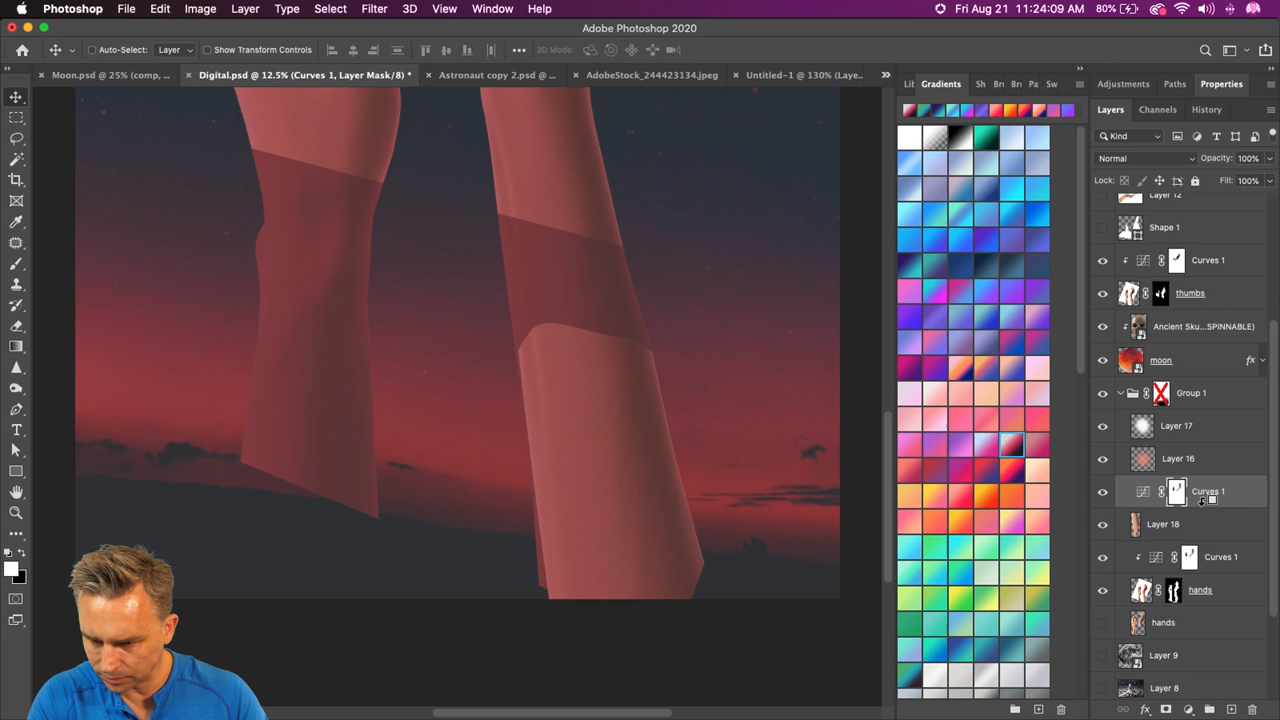 Photoshop File Edit Image Layer Type Select Filter 3D View Window Help 80% Fri Aug 21 11:24:09 AM
Adobe Photoshop 2020
Auto-Select: Layer Show Transform Controls 3D Mode:
Moon.psd @ 25% (comp, ... Digital.psd @ 12.5% (Curves 1, Layer Mask/8) * Astronaut copy 2.psd @ ... AdobeStock_244423134.jpeg Untitled-1 @ 130% (Laye...
Gradients Sh Br Br Pa Sw Adjustments Paths Properties
Layers Channels History
Kind
Normal Opacity: 100%
Lock: Fill: 100%
Layer 12
Shape 1
Curves 1
thumbs
Ancient Sku...SPINNABLE)
moon fx
Group 1
Layer 17
Layer 16
Curves 1
Layer 18
Curves 1
hands
hands
Layer 9
Layer 8
fx